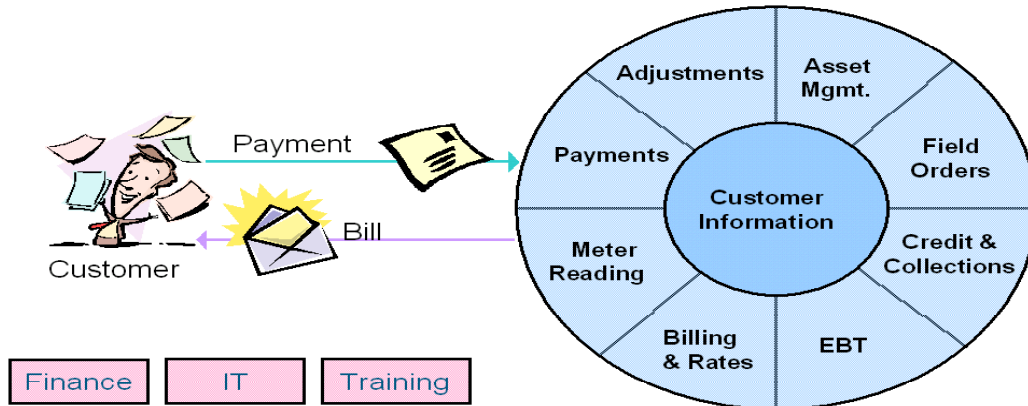 Payment
Bill
Customer
Adjustments
Asset
Mgmt.
Payments
Field
Orders
Customer
Information
Meter
Reading
Credit &
Collections
Billing
& Rates
EBT
Finance
IT
Training